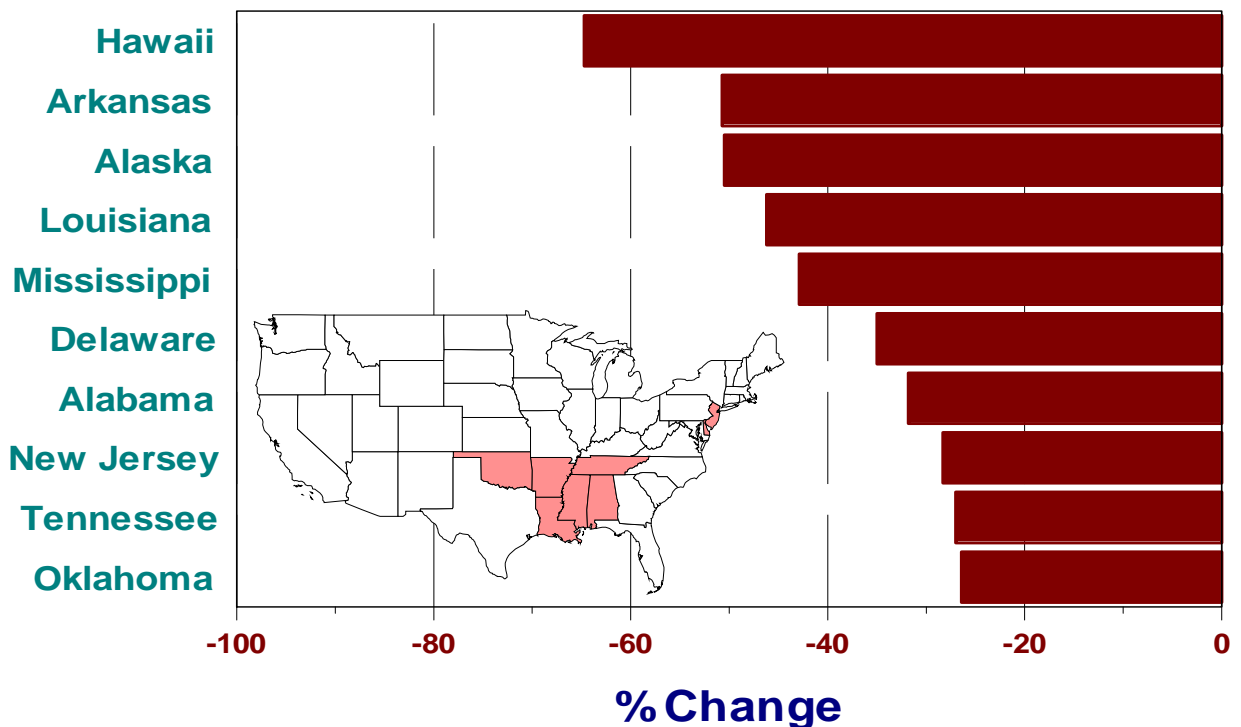 Hawaii
Arkansas
Alaska
Louisiana
Mississippi
Delaware
Alabama
New Jersey
Tennessee
Oklahoma
-100 -80 -60 -40 -20 0
% Change